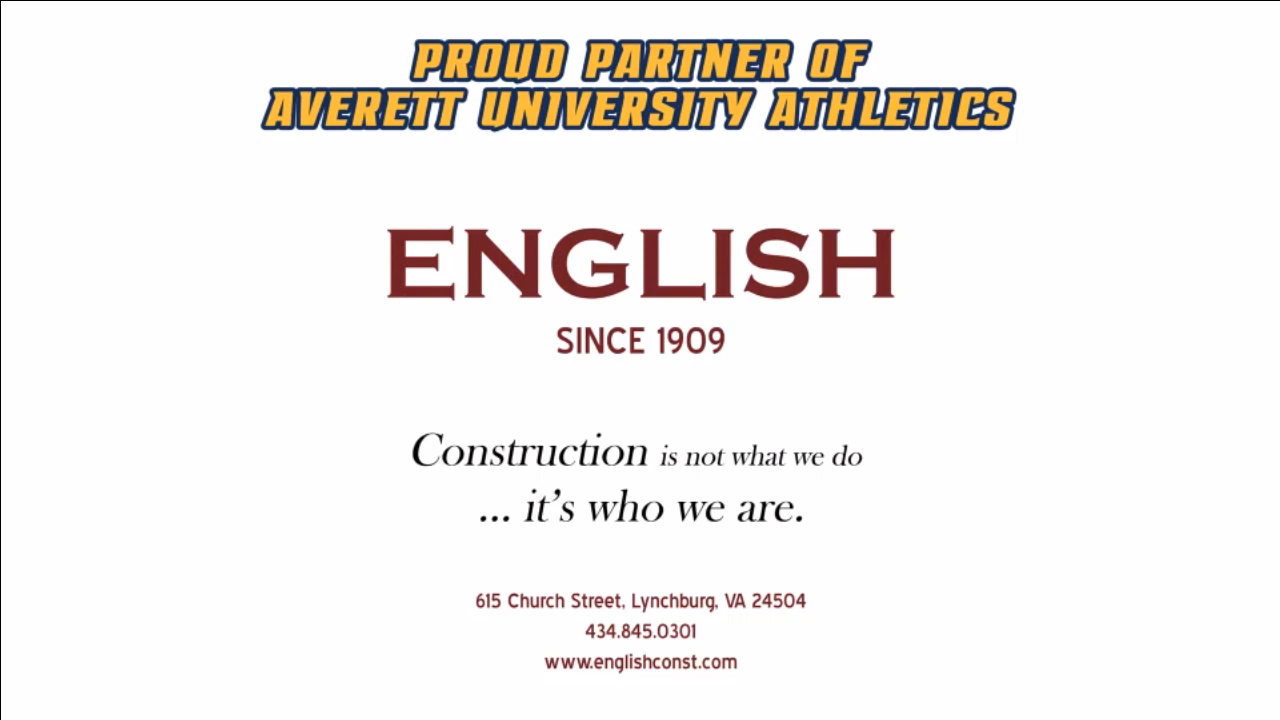 PROUD PARTNER OF
AVERETT UNIVERSITY ATHLETICS
ENGLISH
SINCE 1909
Construction is not what we do
... it’s who we are.
615 Church Street, Lynchburg, VA 24504
434.845.0301
www.englishconst.com